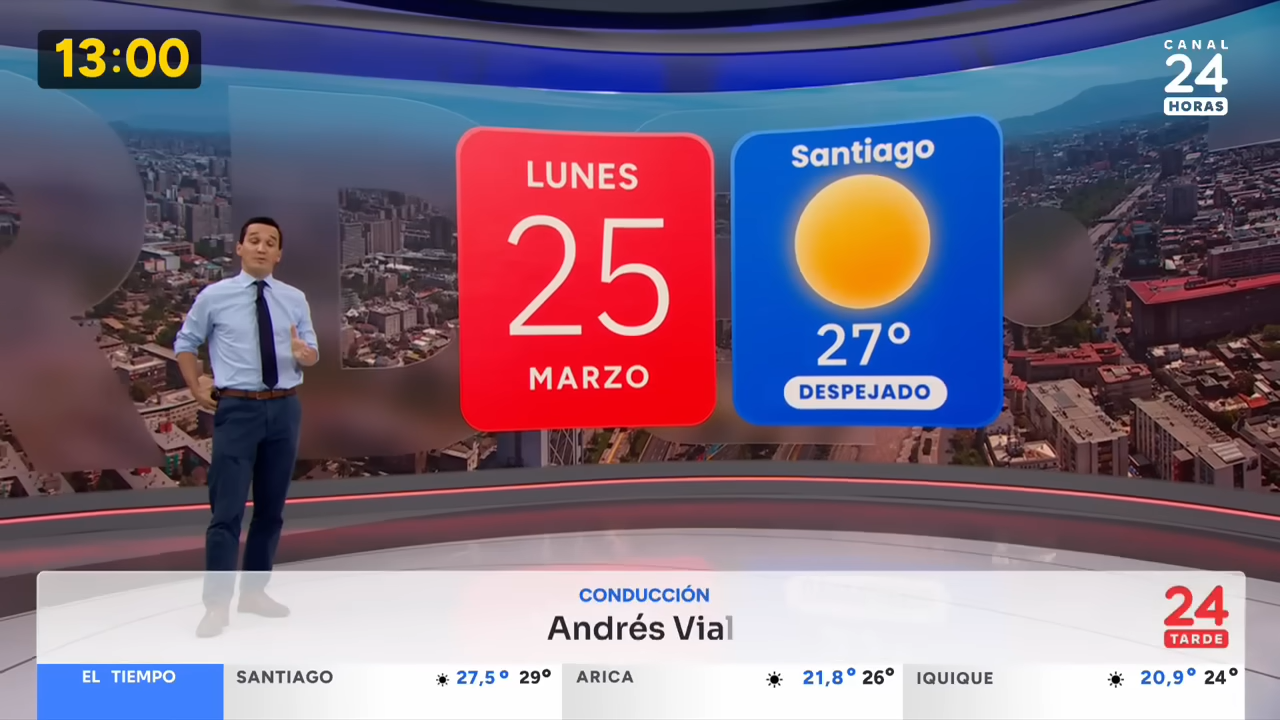 13:00
CANAL
24
HORAS
LUNES
25
MARZO
Santiago
27°
DESPEJADO
CONDUCCIÓN
Andrés Vial
24
TARDE
EL TIEMPO
SANTIAGO 27,5° 29°
ARICA 21,8° 26°
IQUIQUE 20,9° 24°